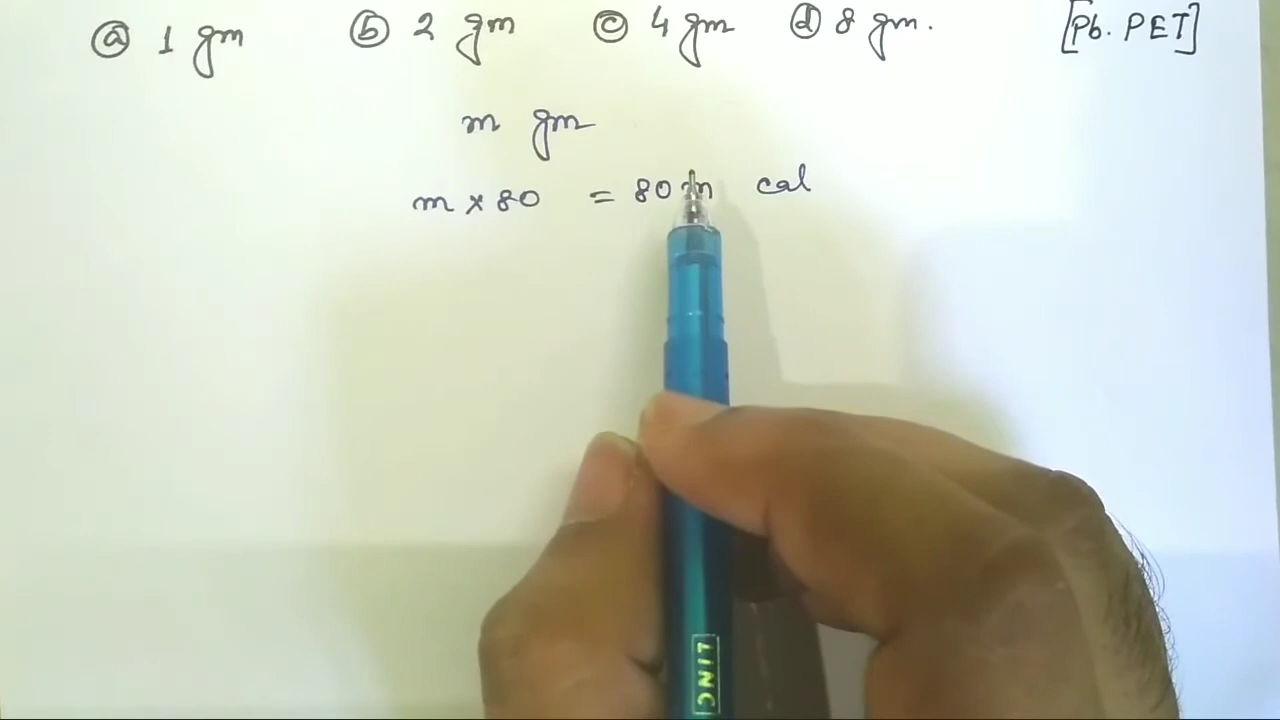 ⓐ 1 gm ⓑ 2 gm ⓒ 4 gm ⓓ 8 gm. [Pb. PET]
m gm
m × 80 = 80 m cal
LINC